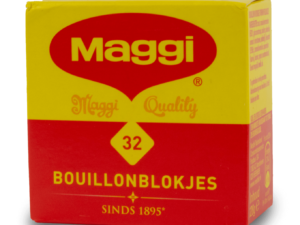 Maggi
®
Maggi Quality
32
BOUILLONBLOKJES
SINDS 1895*